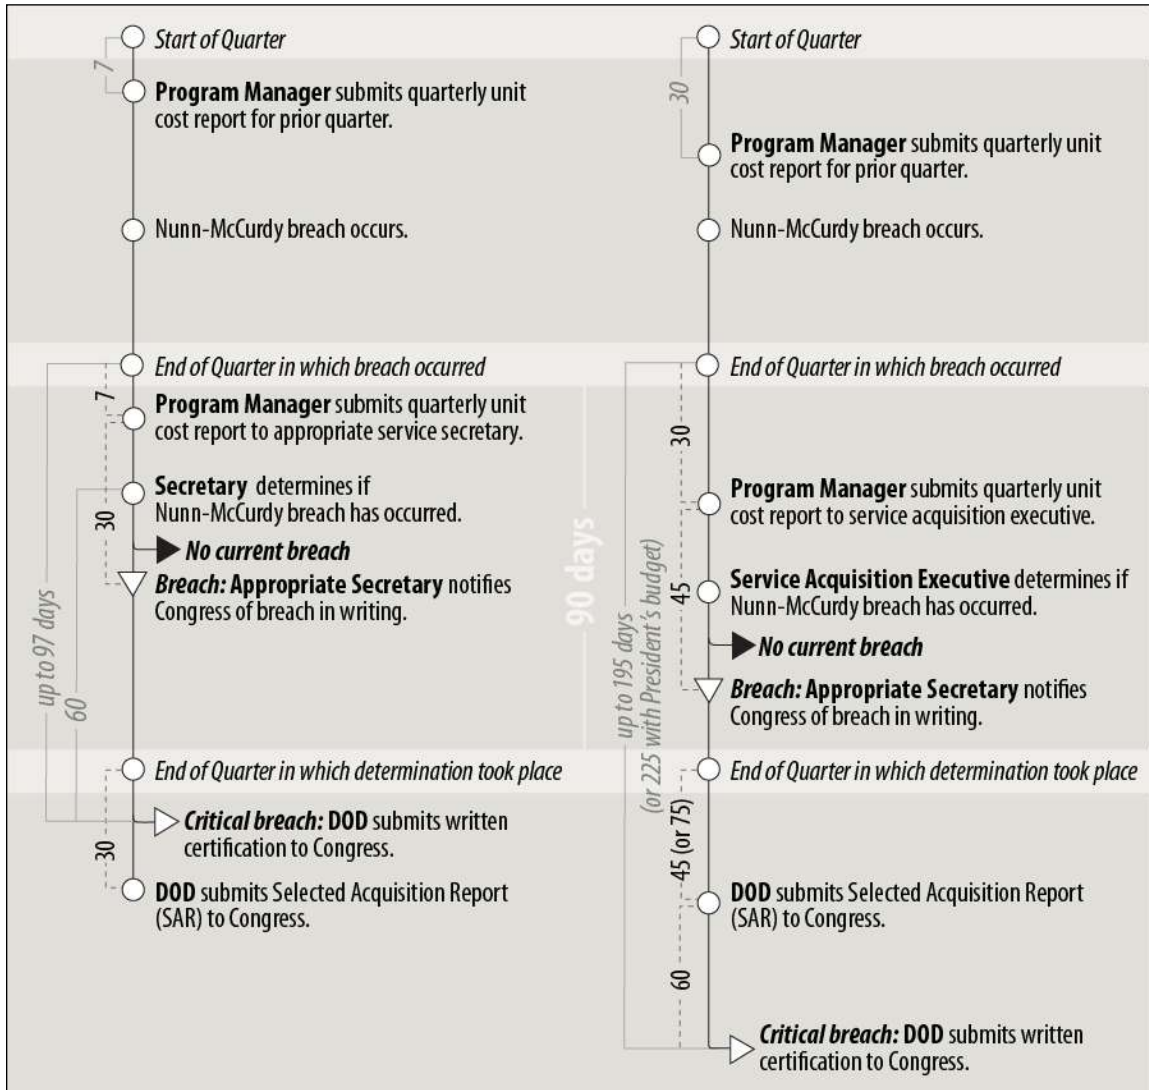 Start of Quarter
7
Program Manager submits quarterly unit
cost report for prior quarter.
Nunn-McCurdy breach occurs.
End of Quarter in which breach occurred
7
Program Manager submits quarterly unit
cost report to appropriate service secretary.
Secretary determines if
Nunn-McCurdy breach has occurred.
30
No current breach
Breach: Appropriate Secretary notifies
Congress of breach in writing.
up to 97 days
60
End of Quarter in which determination took place
Critical breach: DOD submits written
certification to Congress.
30
DOD submits Selected Acquisition Report
(SAR) to Congress.
90 days
Start of Quarter
30
Program Manager submits quarterly unit
cost report for prior quarter.
Nunn-McCurdy breach occurs.
End of Quarter in which breach occurred
30
Program Manager submits quarterly unit
cost report to service acquisition executive.
45
Service Acquisition Executive determines if
Nunn-McCurdy breach has occurred.
No current breach
Breach: Appropriate Secretary notifies
Congress of breach in writing.
up to 195 days
(or 225 with President's budget)
End of Quarter in which determination took place
45 (or 75)
DOD submits Selected Acquisition Report
(SAR) to Congress.
60
Critical breach: DOD submits written
certification to Congress.